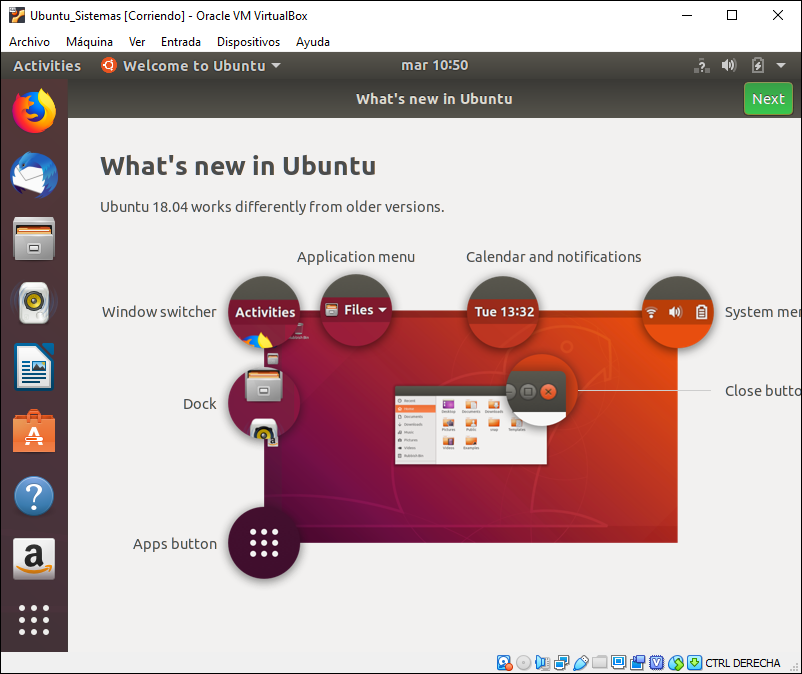 Ubuntu_Sistemas [Corriendo] - Oracle VM VirtualBox
Archivo Máquina Ver Entrada Dispositivos Ayuda
Activities Welcome to Ubuntu mar 10:50
What's new in Ubuntu Next
What's new in Ubuntu
Ubuntu 18.04 works differently from older versions.
Application menu Calendar and notifications
Window switcher Activities Files Tue 13:32 System men
Dock Close butto
Apps button
CTRL DERECHA